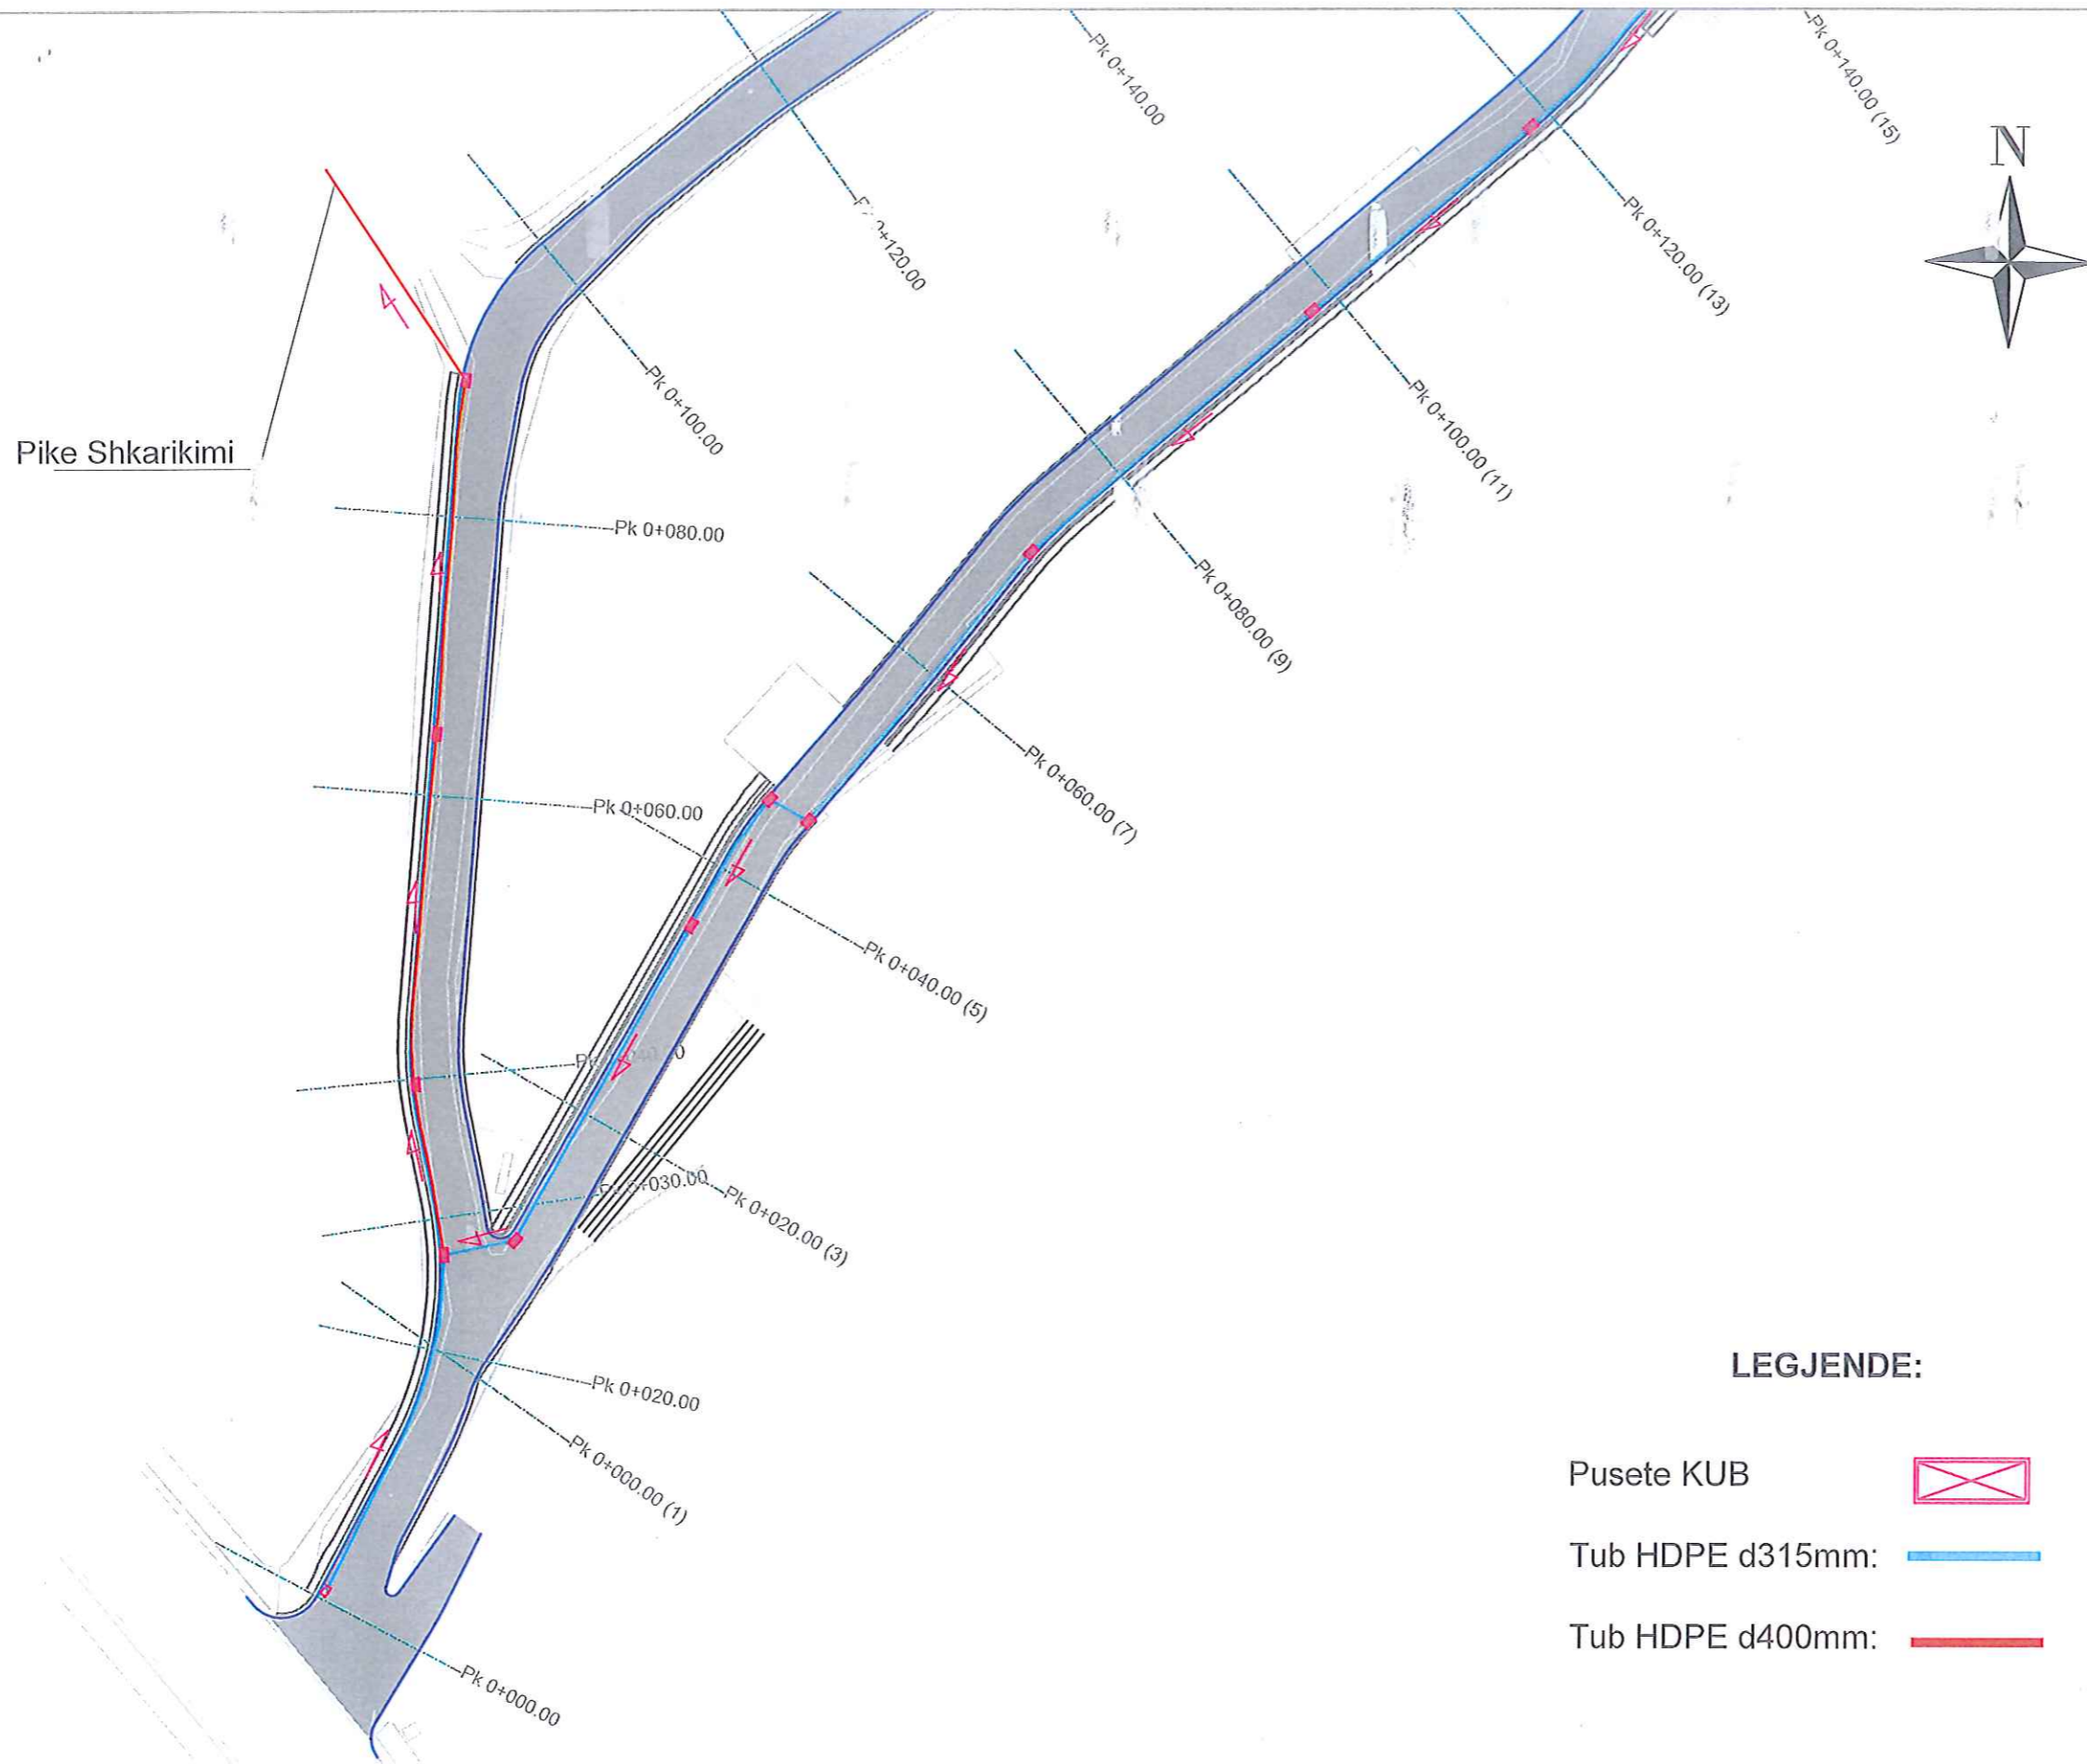 Pk 0+140.00
Pk 0+140.00 (15)
N
Pk 0+120.00 (13)
0+120.00
Pk 0+100.00
Pk 0+100.00 (11)
Pike Shkarikimi
Pk 0+080.00
Pk 0+080.00 (9)
Pk 0+060.00
Pk 0+060.00 (7)
Pk 0+040.00 (5)
0+030.00
Pk 0+020.00 (3)
Pk 0+020.00
Pk 0+000.00 (1)
Pk 0+000.00
LEGJENDE:
Pusete KUB
Tub HDPE d315mm:
Tub HDPE d400mm: